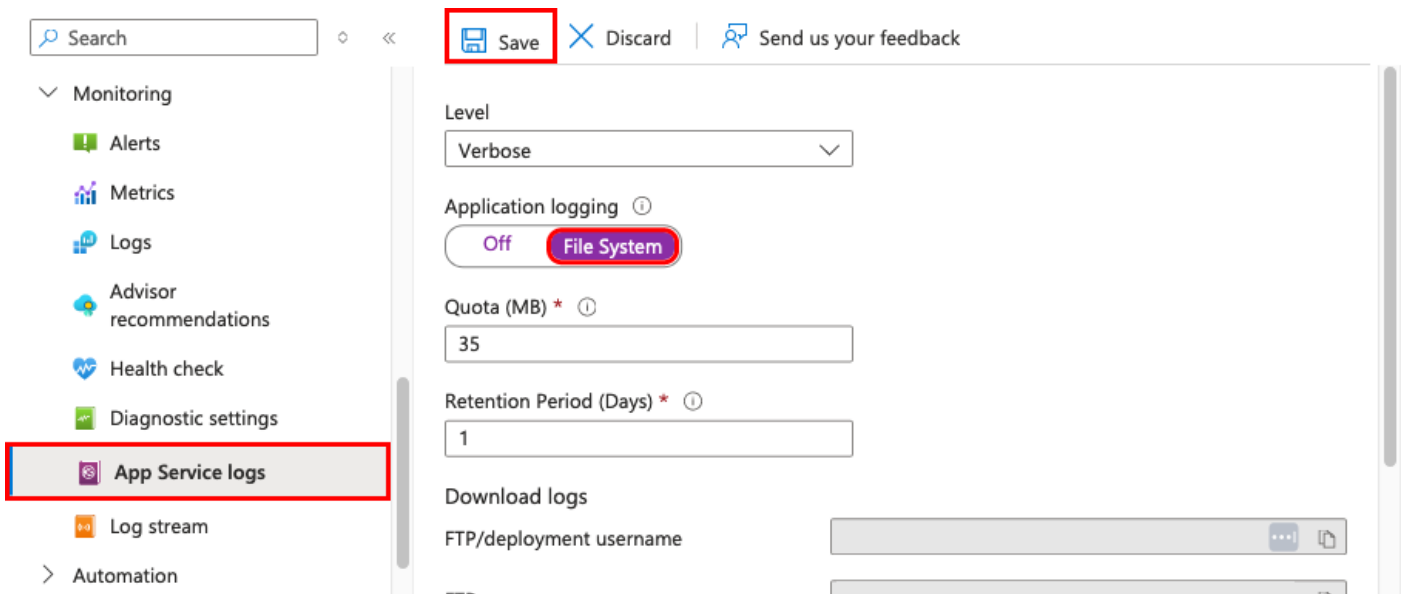 Search
Save
Discard
Send us your feedback
Monitoring
Alerts
Metrics
Logs
Advisor
recommendations
Health check
Diagnostic settings
App Service logs
Log stream
Automation
Level
Verbose
Application logging
Off
File System
Quota (MB) *
35
Retention Period (Days) *
1
Download logs
FTP/deployment username